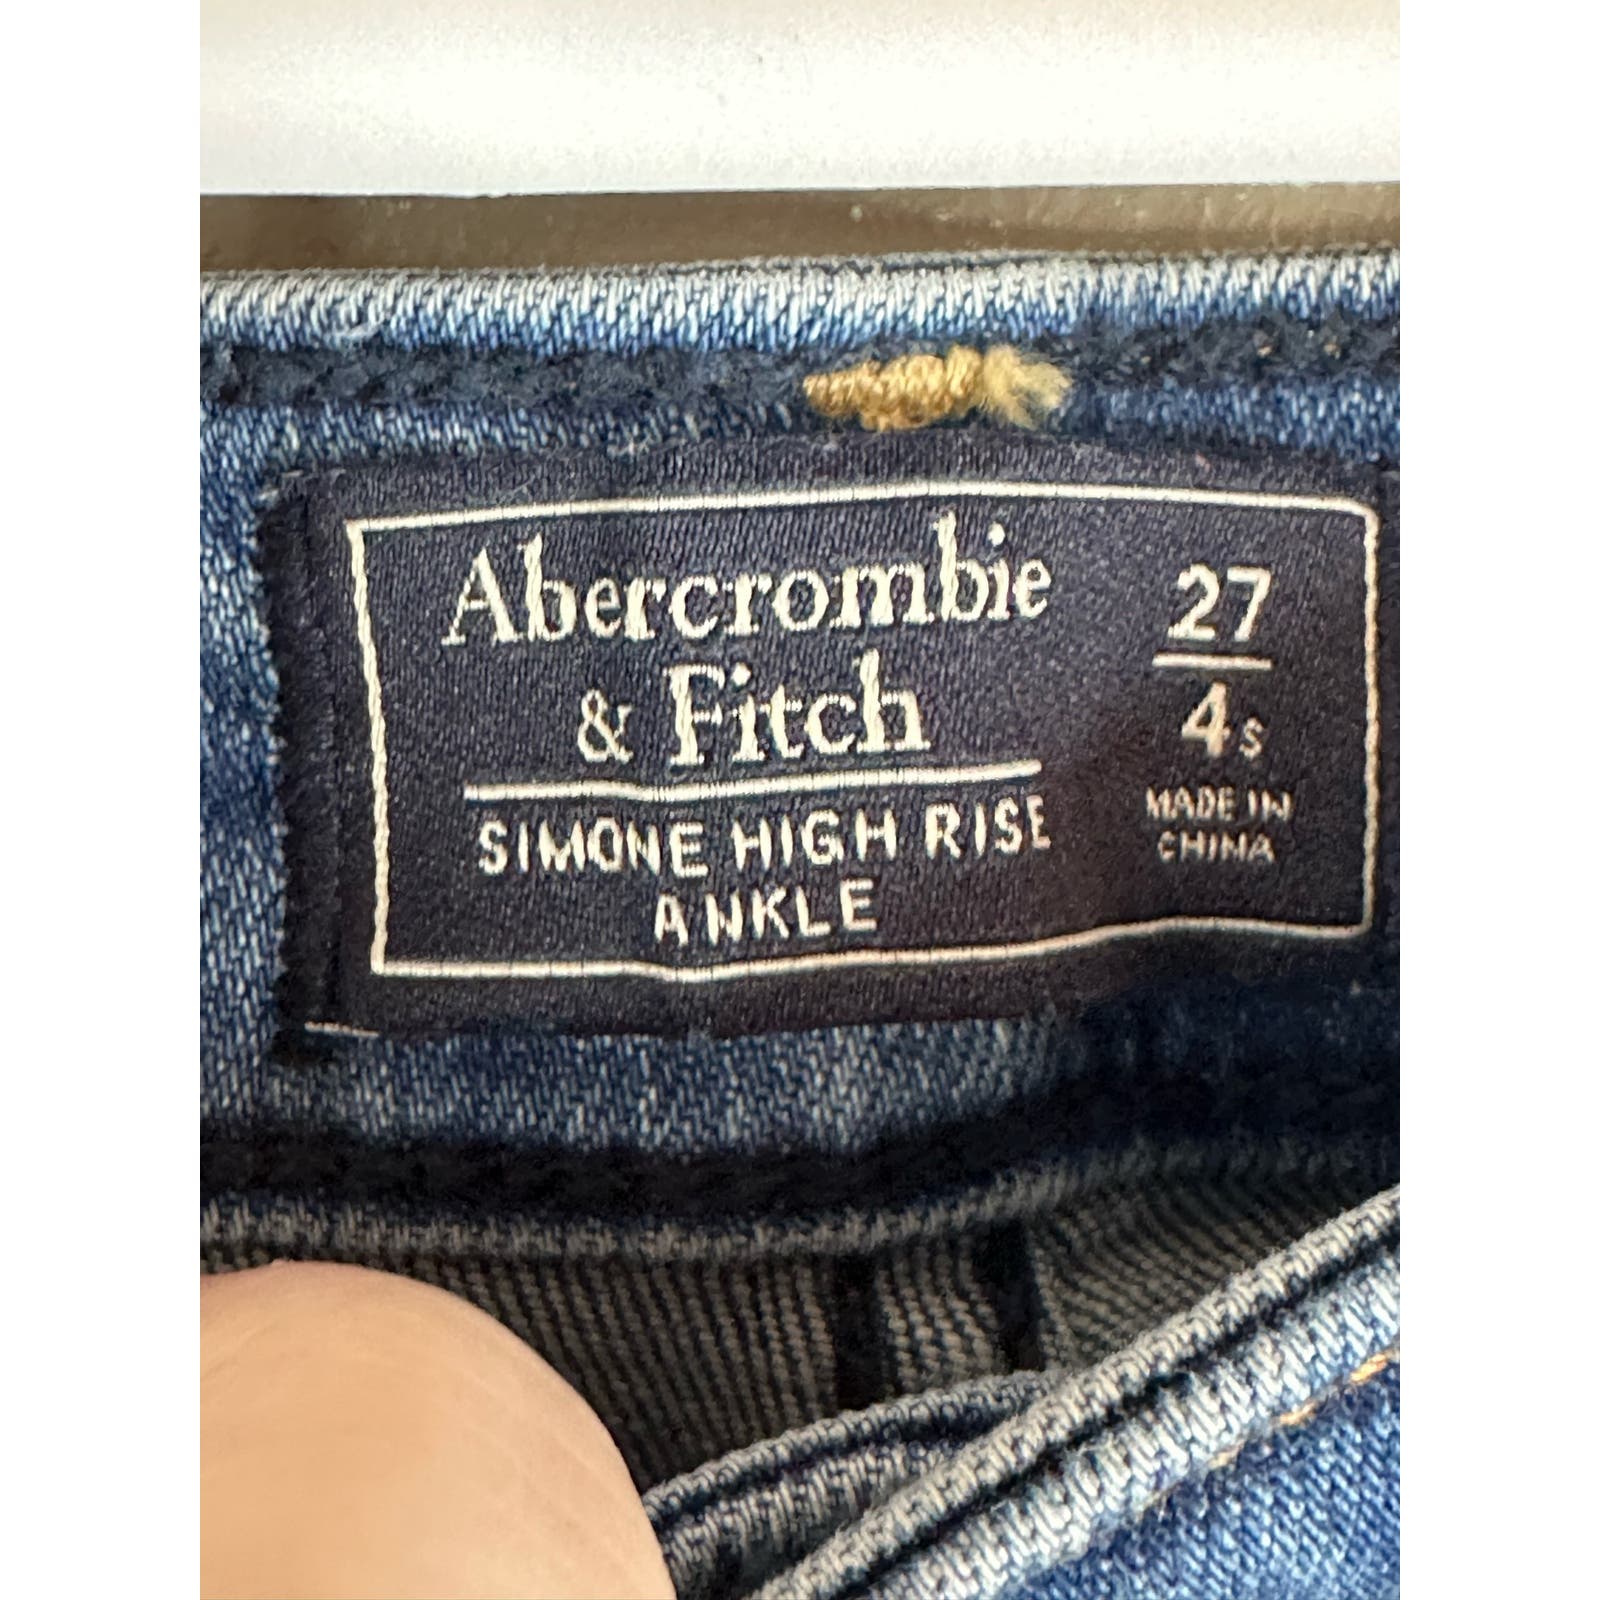 Abercrombie
& Fitch
SIMONE HIGH RISE
ANKLE
27
4s
MADE IN
CHINA